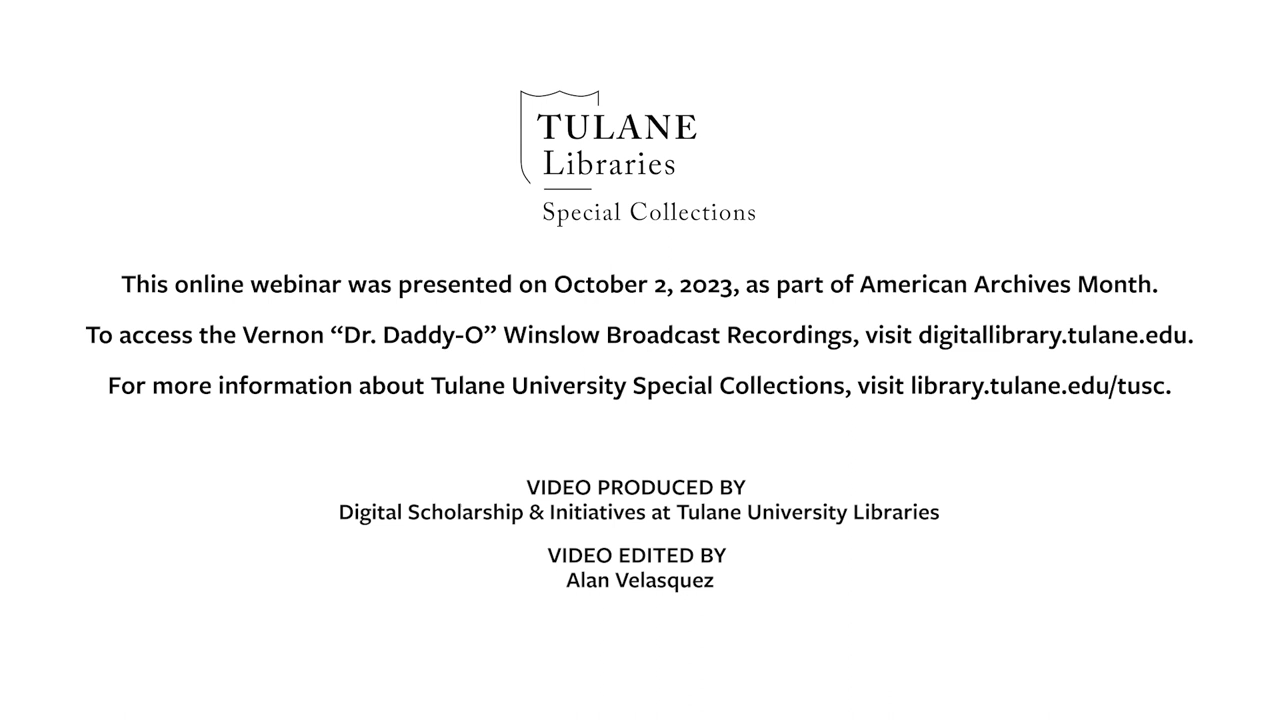 TULANE
Libraries
Special Collections
This online webinar was presented on October 2, 2023, as part of American Archives Month.
To access the Vernon “Dr. Daddy-O” Winslow Broadcast Recordings, visit digitallibrary.tulane.edu.
For more information about Tulane University Special Collections, visit library.tulane.edu/tusc.
VIDEO PRODUCED BY
Digital Scholarship & Initiatives at Tulane University Libraries
VIDEO EDITED BY
Alan Velasquez